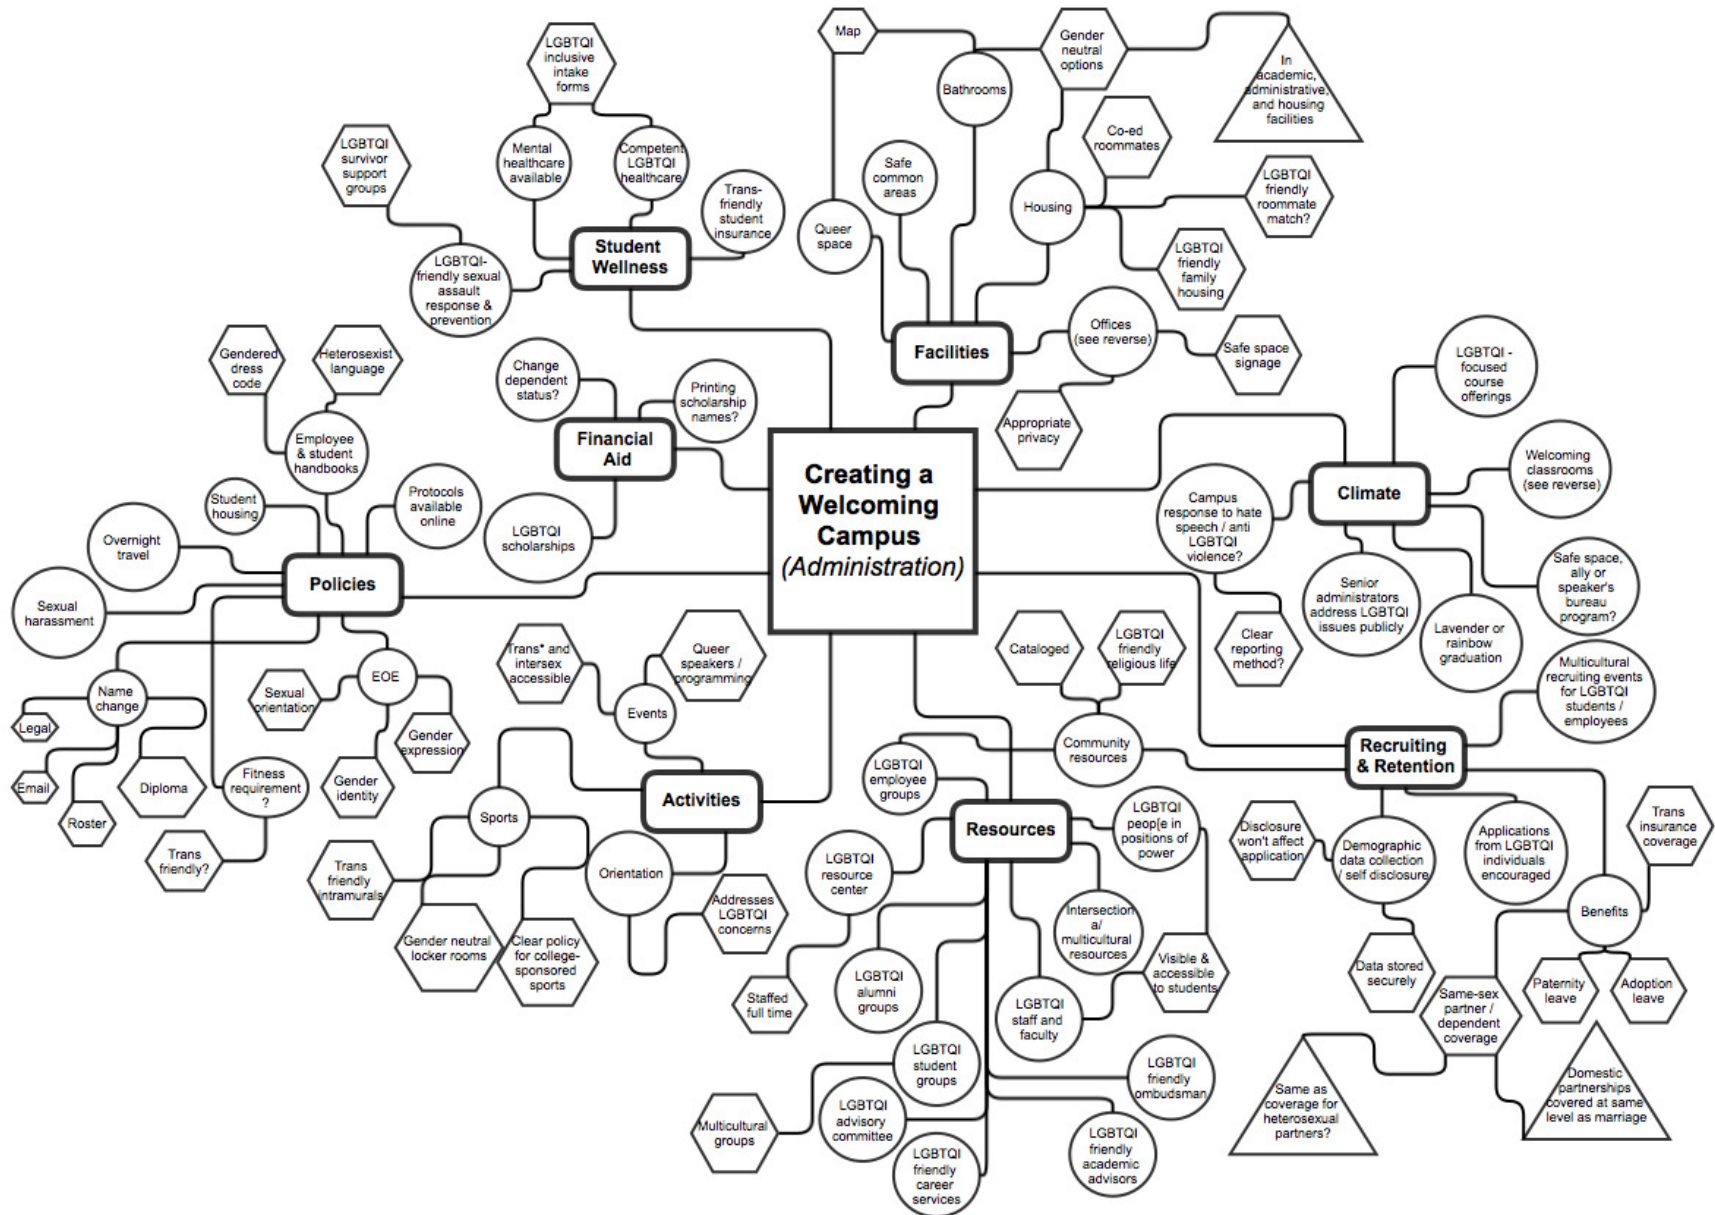 LGBTQI
inclusive
intake
forms
Map
Gender
neutral
options
In
academic,
administrative,
and housing
facilities
Bathrooms
LGBTQI
survivor
support
groups
Mental
healthcare
available
Competent
LGBTQI
healthcare
Trans-
friendly
student
insurance
Safe
common
areas
Co-ed
roommates
Housing
LGBTQI
friendly
roommate
match?
Queer
space
LGBTQI
friendly
family
housing
Student
Wellness
LGBTQI-
friendly sexual
assault
response &
prevention
Facilities
Offices
(see reverse)
Safe space
signage
Appropriate
privacy
Gendered
dress
code
Heterosexist
language
Employee
& student
handbooks
Change
dependent
status?
Printing
scholarship
names?
Financial
Aid
LGBTQI
scholarships
Creating a
Welcoming
Campus
(Administration)
LGBTQI -
focused
course
offerings
Welcoming
classrooms
(see reverse)
Climate
Campus
response to hate
speech / anti
LGBTQI
violence?
Senior
administrators
address LGBTQI
issues publicly
Safe space,
ally or
speaker's
bureau
program?
Lavender or
rainbow
graduation
Clear
reporting
method?
Student
housing
Protocols
available
online
Overnight
travel
Policies
Sexual
harassment
Name
change
Legal
Email
Roster
Diploma
Sexual
orientation
EOE
Gender
expression
Gender
identity
Fitness
requirement
?
Trans
friendly?
Trans* and
intersex
accessible
Queer
speakers /
programming
Events
Activities
Sports
Trans
friendly
intramurals
Gender neutral
locker rooms
Clear policy
for college-
sponsored
sports
Orientation
Addresses
LGBTQI
concerns
Cataloged
LGBTQI
friendly
religious life
Community
resources
Multicultural
recruiting events
for LGBTQI
students /
employees
Recruiting
& Retention
LGBTQI
employee
groups
Resources
LGBTQI
peop[e in
positions of
power
LGBTQI
resource
center
Staffed
full time
LGBTQI
alumni
groups
Intersection
a/
multicultural
resources
Visible &
accessible
to students
LGBTQI
staff and
faculty
LGBTQI
student
groups
Multicultural
groups
LGBTQI
advisory
committee
LGBTQI
friendly
career
services
LGBTQI
friendly
ombudsman
LGBTQI
friendly
academic
advisors
Disclosure
won't affect
application
Demographic
data collection
/ self disclosure
Applications
from LGBTQI
individuals
encouraged
Trans
insurance
coverage
Benefits
Data stored
securely
Same-sex
partner /
dependent
coverage
Paternity
leave
Adoption
leave
Same as
coverage for
heterosexual
partners?
Domestic
partnerships
covered at same
level as marriage